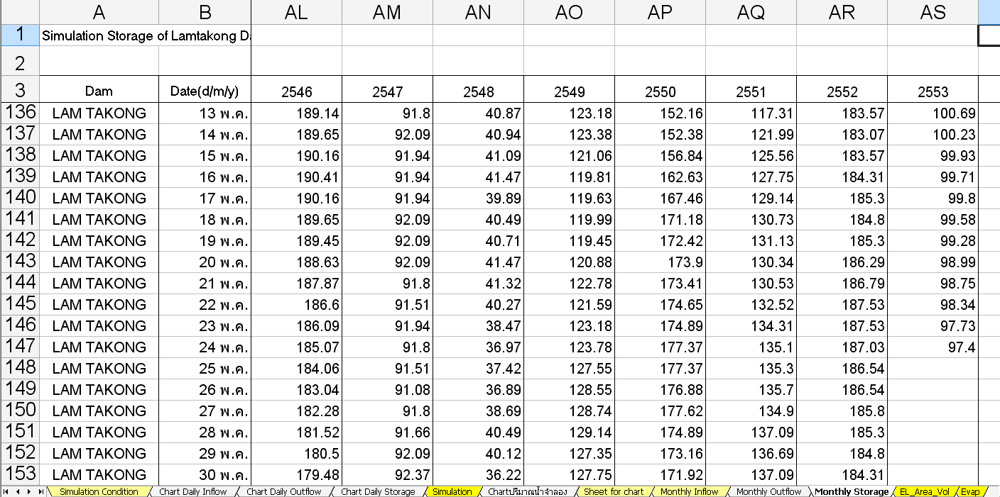 A B AL AM AN AO AP AQ AR AS
1 Simulation Storage of Lamtakong Da
2
3 Dam Date(d/m/y) 2546 2547 2548 2549 2550 2551 2552 2553
136 LAM TAKONG 13 พ.ค. 189.14 91.8 40.87 123.18 152.16 117.31 183.57 100.69
137 LAM TAKONG 14 พ.ค. 189.65 92.09 40.94 123.38 152.38 121.99 183.07 100.23
138 LAM TAKONG 15 พ.ค. 190.16 91.94 41.09 121.06 156.84 125.56 183.57 99.93
139 LAM TAKONG 16 พ.ค. 190.41 91.94 41.47 119.81 162.63 127.75 184.31 99.71
140 LAM TAKONG 17 พ.ค. 190.16 91.94 39.89 119.63 167.46 129.14 185.3 99.8
141 LAM TAKONG 18 พ.ค. 189.65 92.09 40.49 119.99 171.18 130.73 184.8 99.58
142 LAM TAKONG 19 พ.ค. 189.45 92.09 40.71 119.45 172.42 131.13 185.3 99.28
143 LAM TAKONG 20 พ.ค. 188.63 92.09 41.47 120.88 173.9 130.34 186.29 98.99
144 LAM TAKONG 21 พ.ค. 187.87 91.8 41.32 122.78 173.41 130.53 186.79 98.75
145 LAM TAKONG 22 พ.ค. 186.6 91.51 40.27 121.59 174.65 132.52 187.53 98.34
146 LAM TAKONG 23 พ.ค. 186.09 91.94 38.47 123.18 174.89 134.31 187.53 97.73
147 LAM TAKONG 24 พ.ค. 185.07 91.8 36.97 123.78 177.37 135.1 187.03 97.4
148 LAM TAKONG 25 พ.ค. 184.06 91.51 37.42 127.55 177.37 135.3 186.54
149 LAM TAKONG 26 พ.ค. 183.04 91.08 36.89 128.55 176.88 135.7 186.54
150 LAM TAKONG 27 พ.ค. 182.28 91.8 38.69 128.74 177.62 134.9 185.8
151 LAM TAKONG 28 พ.ค. 181.52 91.66 40.49 129.14 174.89 137.09 185.3
152 LAM TAKONG 29 พ.ค. 180.5 92.09 40.12 127.35 173.16 136.69 184.8
153 LAM TAKONG 30 พ.ค. 179.48 92.37 36.22 127.75 171.92 137.09 184.31
Simulation Condition Chart Daily Inflow Chart Daily Outflow Chart Daily Storage Simulation Chartปริมาณน้ำจำลอง Sheet for chart Monthly Inflow Monthly Outflow Monthly Storage EL_Area_Vol Evap